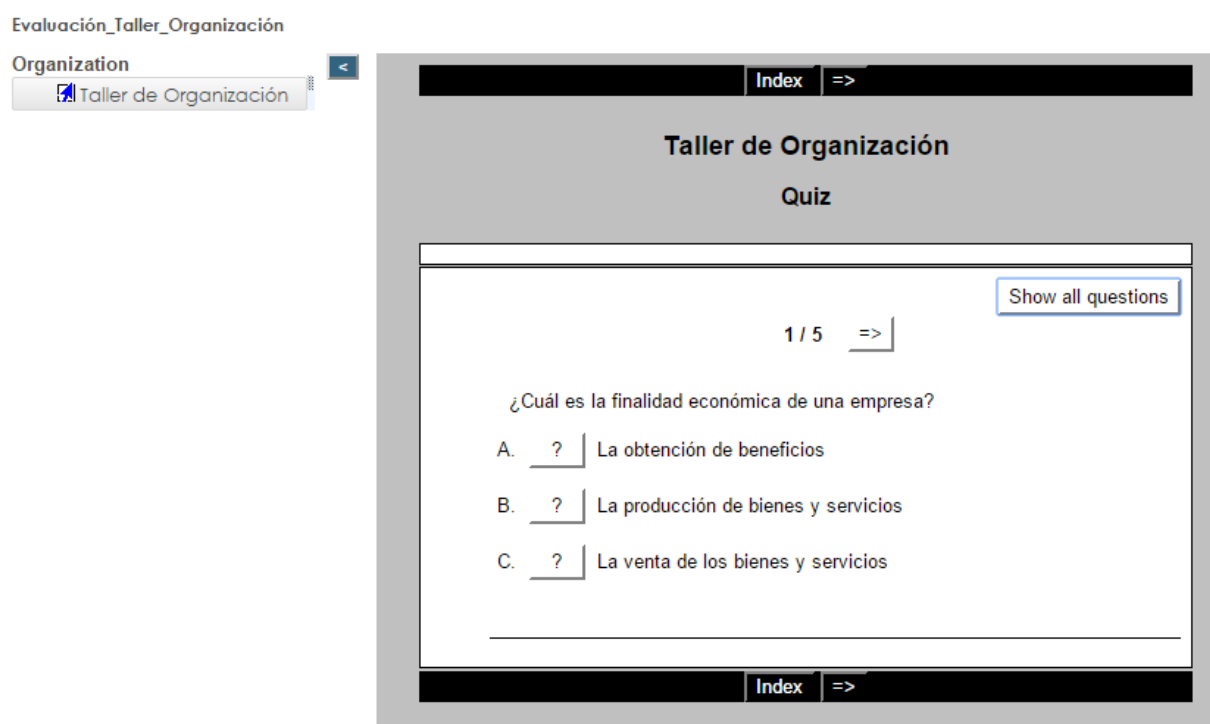 Evaluación_Taller_Organización
Organization
<
Taller de Organización
Index =>
Taller de Organización
Quiz
Show all questions
1 / 5 =>
¿Cuál es la finalidad económica de una empresa?
A. ? La obtención de beneficios
B. ? La producción de bienes y servicios
C. ? La venta de los bienes y servicios
Index =>